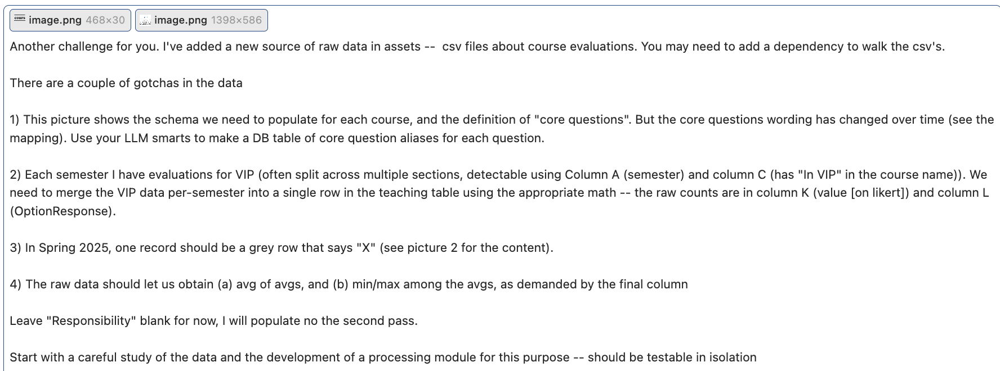 image.png 468×30 image.png 1398×586
Another challenge for you. I've added a new source of raw data in assets --  csv files about course evaluations. You may need to add a dependency to walk the csv's.
There are a couple of gotchas in the data
1) This picture shows the schema we need to populate for each course, and the definition of "core questions". But the core questions wording has changed over time (see the
mapping). Use your LLM smarts to make a DB table of core question aliases for each question.
2) Each semester I have evaluations for VIP (often split across multiple sections, detectable using Column A (semester) and column C (has "In VIP" in the course name)). We
need to merge the VIP data per-semester into a single row in the teaching table using the appropriate math -- the raw counts are in column K (value [on likert]) and column L
(OptionResponse).
3) In Spring 2025, one record should be a grey row that says "X" (see picture 2 for the content).
4) The raw data should let us obtain (a) avg of avgs, and (b) min/max among the avgs, as demanded by the final column
Leave "Responsibility" blank for now, I will populate no the second pass.
Start with a careful study of the data and the development of a processing module for this purpose -- should be testable in isolation